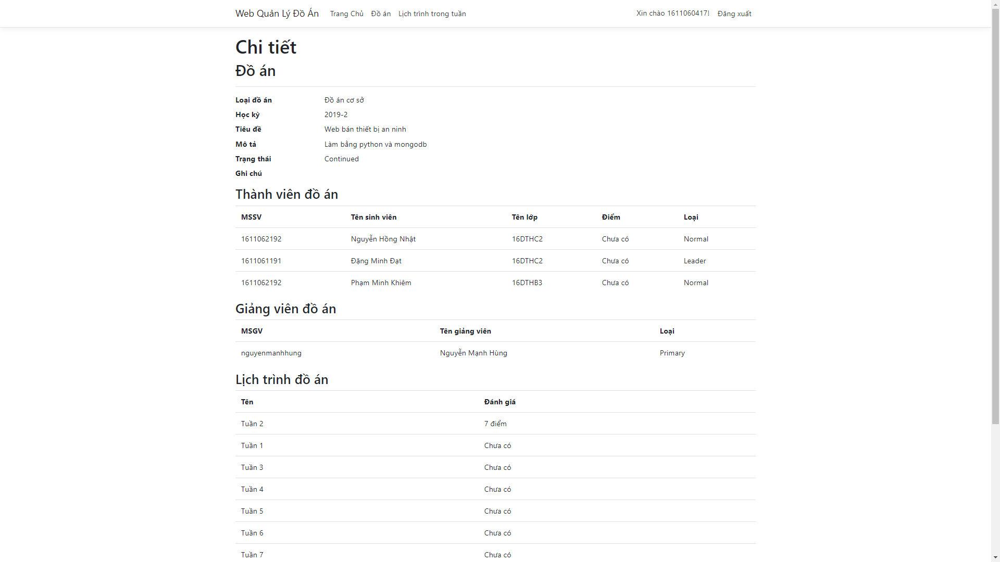 Web Quản Lý Đồ Án Trang Chủ Đồ án Lịch trình trong tuần Xin chào 1611060417! Đăng xuất
Chi tiết
Đồ án
Loại đồ án Đồ án cơ sở
Học kỳ 2019-2
Tiêu đề Web bán thiết bị an ninh
Mô tả Làm bằng python và mongodb
Trạng thái Continued
Ghi chú
Thành viên đồ án
MSSV Tên sinh viên Tên lớp Điểm Loại
1611062192 Nguyễn Hồng Nhật 16DTHC2 Chưa có Normal
1611061191 Đặng Minh Đạt 16DTHC2 Chưa có Leader
1611062192 Phạm Minh Khiêm 16DTHB3 Chưa có Normal
Giảng viên đồ án
MSGV Tên giảng viên Loại
nguyenmanhhung Nguyễn Mạnh Hùng Primary
Lịch trình đồ án
Tên Đánh giá
Tuần 2 7 điểm
Tuần 1 Chưa có
Tuần 3 Chưa có
Tuần 4 Chưa có
Tuần 5 Chưa có
Tuần 6 Chưa có
Tuần 7 Chưa có